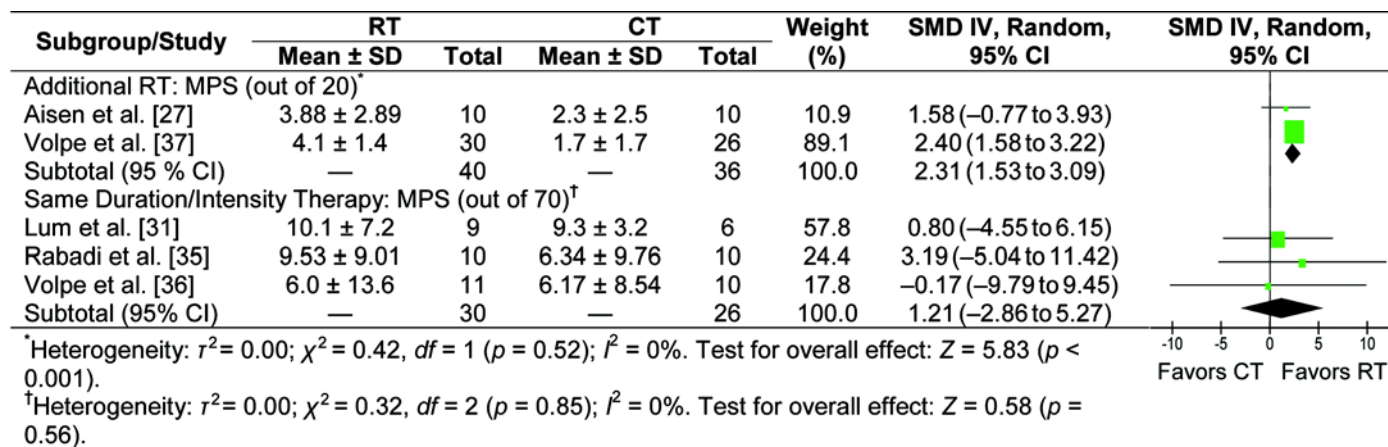 Subgroup/Study RT CT Weight (%) SMD IV, Random, 95% CI SMD IV, Random, 95% CI
Mean ± SD Total Mean ± SD Total
Additional RT: MPS (out of 20)*
Aisen et al. [27] 3.88 ± 2.89 10 2.3 ± 2.5 10 10.9 1.58 (–0.77 to 3.93)
Volpe et al. [37] 4.1 ± 1.4 30 1.7 ± 1.7 26 89.1 2.40 (1.58 to 3.22)
Subtotal (95 % CI) — 40 — 36 100.0 2.31 (1.53 to 3.09)
Same Duration/Intensity Therapy: MPS (out of 70)†
Lum et al. [31] 10.1 ± 7.2 9 9.3 ± 3.2 6 57.8 0.80 (–4.55 to 6.15)
Rabadi et al. [35] 9.53 ± 9.01 10 6.34 ± 9.76 10 24.4 3.19 (–5.04 to 11.42)
Volpe et al. [36] 6.0 ± 13.6 11 6.17 ± 8.54 10 17.8 –0.17 (–9.79 to 9.45)
Subtotal (95% CI) — 30 — 26 100.0 1.21 (–2.86 to 5.27)
-10 -5 0 5 10
Favors CT Favors RT
*Heterogeneity: τ² = 0.00; χ² = 0.42, df = 1 (p = 0.52); I² = 0%. Test for overall effect: Z = 5.83 (p <
0.001).
†Heterogeneity: τ² = 0.00; χ² = 0.32, df = 2 (p = 0.85); I² = 0%. Test for overall effect: Z = 0.58 (p =
0.56).